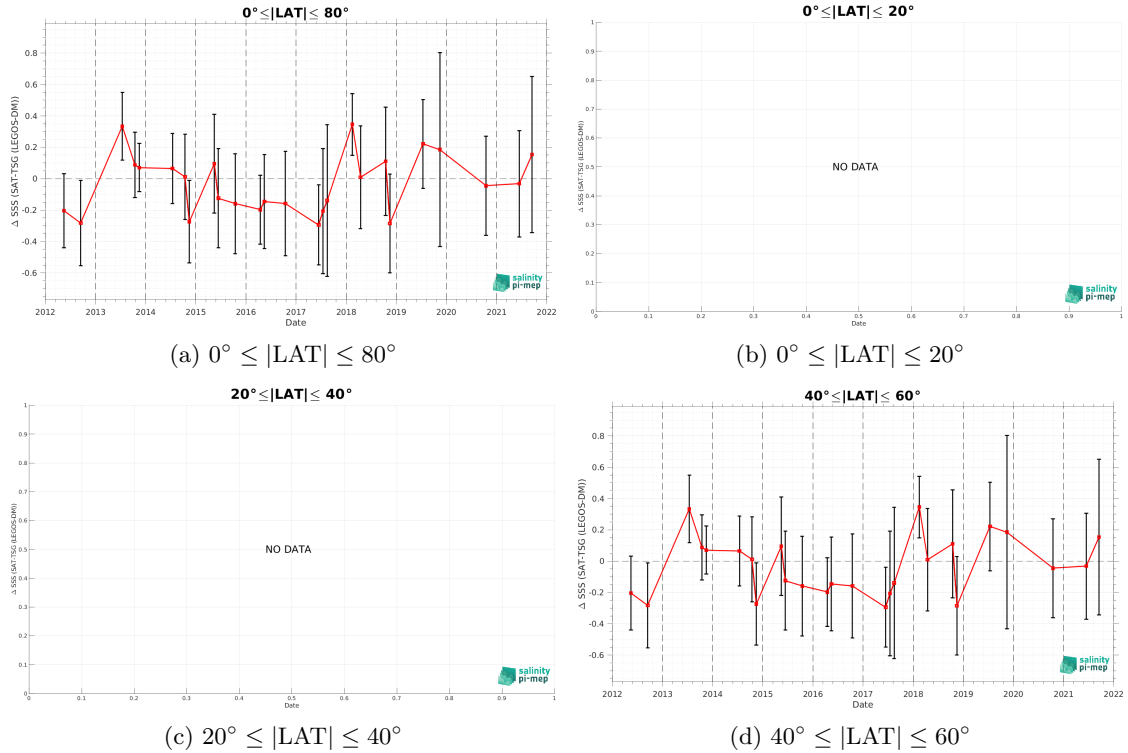 0°≤|LAT|≤ 80°
Δ SSS (SAT-TSG (LEGOS-DM))
0.8
0.6
0.4
0.2
0
-0.2
-0.4
-0.6
2012 2013 2014 2015 2016 2017 2018 2019 2020 2021 2022
Date
salinity
pi-mep
(a) 0° ≤ |LAT| ≤ 80°
0°≤|LAT|≤ 20°
Δ SSS (SAT-TSG (LEGOS-DM))
1
0.9
0.8
0.7
0.6
0.5
0.4
0.3
0.2
0.1
0
NO DATA
0 0.1 0.2 0.3 0.4 0.5 0.6 0.7 0.8 0.9 1
Date
salinity
pi-mep
(b) 0° ≤ |LAT| ≤ 20°
20°≤|LAT|≤ 40°
Δ SSS (SAT-TSG (LEGOS-DM))
1
0.9
0.8
0.7
0.6
0.5
0.4
0.3
0.2
0.1
0
NO DATA
0 0.1 0.2 0.3 0.4 0.5 0.6 0.7 0.8 0.9 1
Date
salinity
pi-mep
(c) 20° ≤ |LAT| ≤ 40°
40°≤|LAT|≤ 60°
Δ SSS (SAT-TSG (LEGOS-DM))
0.8
0.6
0.4
0.2
0
-0.2
-0.4
-0.6
2012 2013 2014 2015 2016 2017 2018 2019 2020 2021 2022
Date
salinity
pi-mep
(d) 40° ≤ |LAT| ≤ 60°